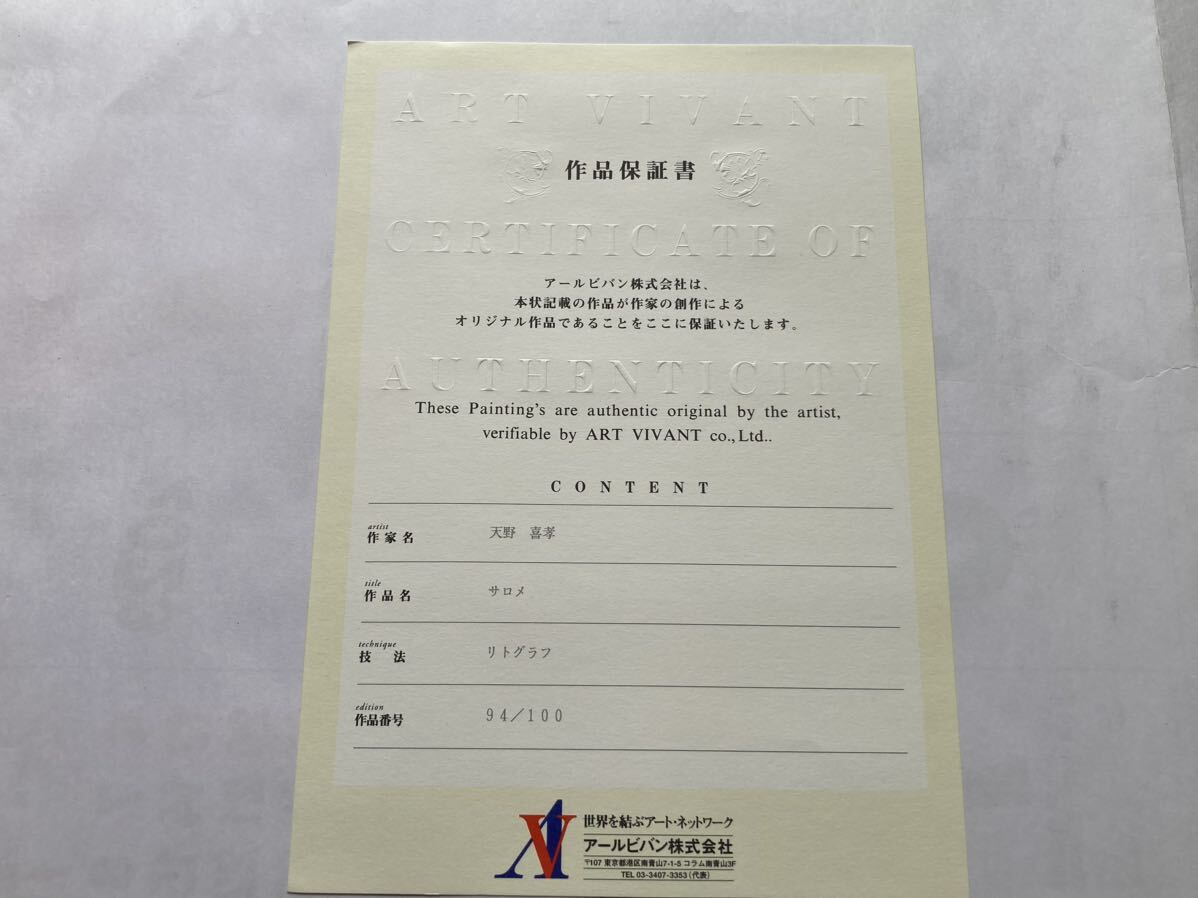 ART VIVANT
作品保証書
CERTIFICATE OF
アールビバン株式会社は、
本状記載の作品が作家の創作による
オリジナル作品であることをここに保証いたします。
AUTHENTICITY
These Painting's are authentic original by the artist,
verifiable by ART VIVANT co.,Ltd..
CONTENT
artist
作家名 天野 喜孝
title
作品名 サロメ
technique
技 法 リトグラフ
edition
作品番号 94/100
AV
世界を結ぶアート・ネットワーク
アールビバン株式会社
〒107 東京都港区南青山7-1-5 コラム南青山3F
TEL 03-3407-3353(代表)